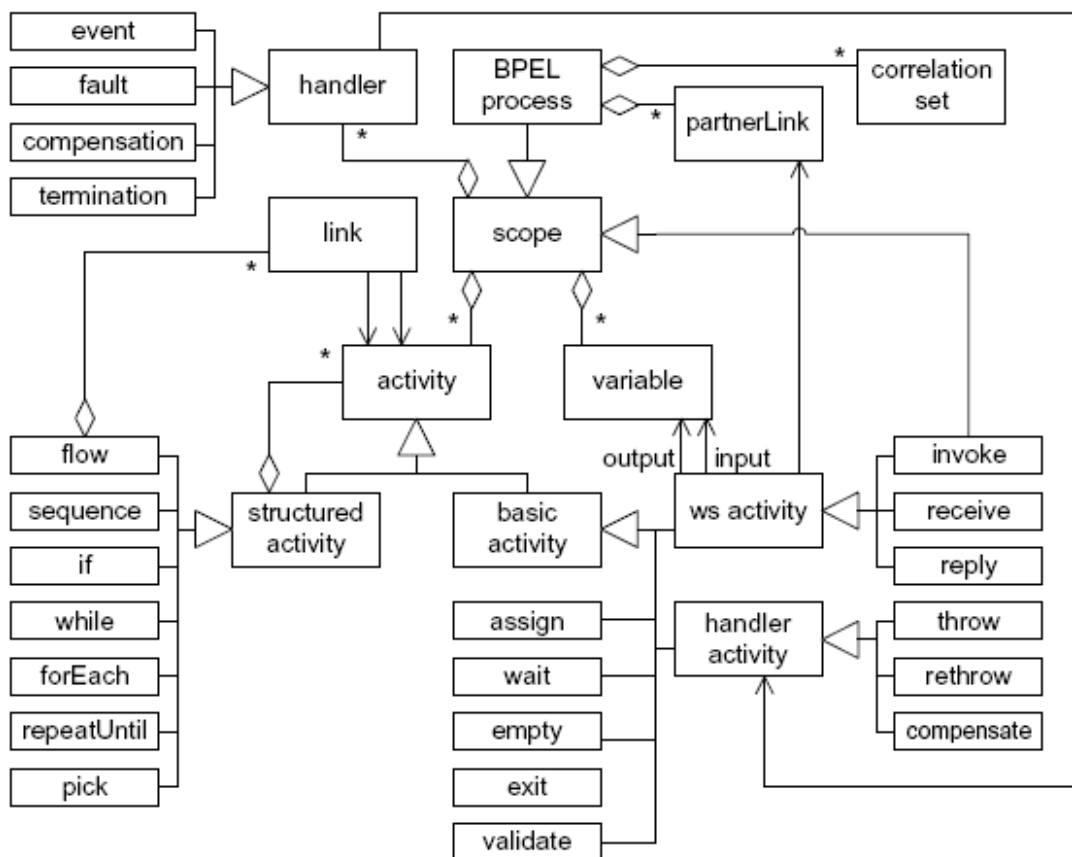 event
fault
compensation
termination
handler
*
BPEL
process
*
*
correlation
set
partnerLink
link
*
scope
*
*
*
activity
variable
output
input
flow
sequence
if
while
forEach
repeatUntil
pick
structured
activity
basic
activity
assign
wait
empty
exit
validate
ws activity
handler
activity
invoke
receive
reply
throw
rethrow
compensate